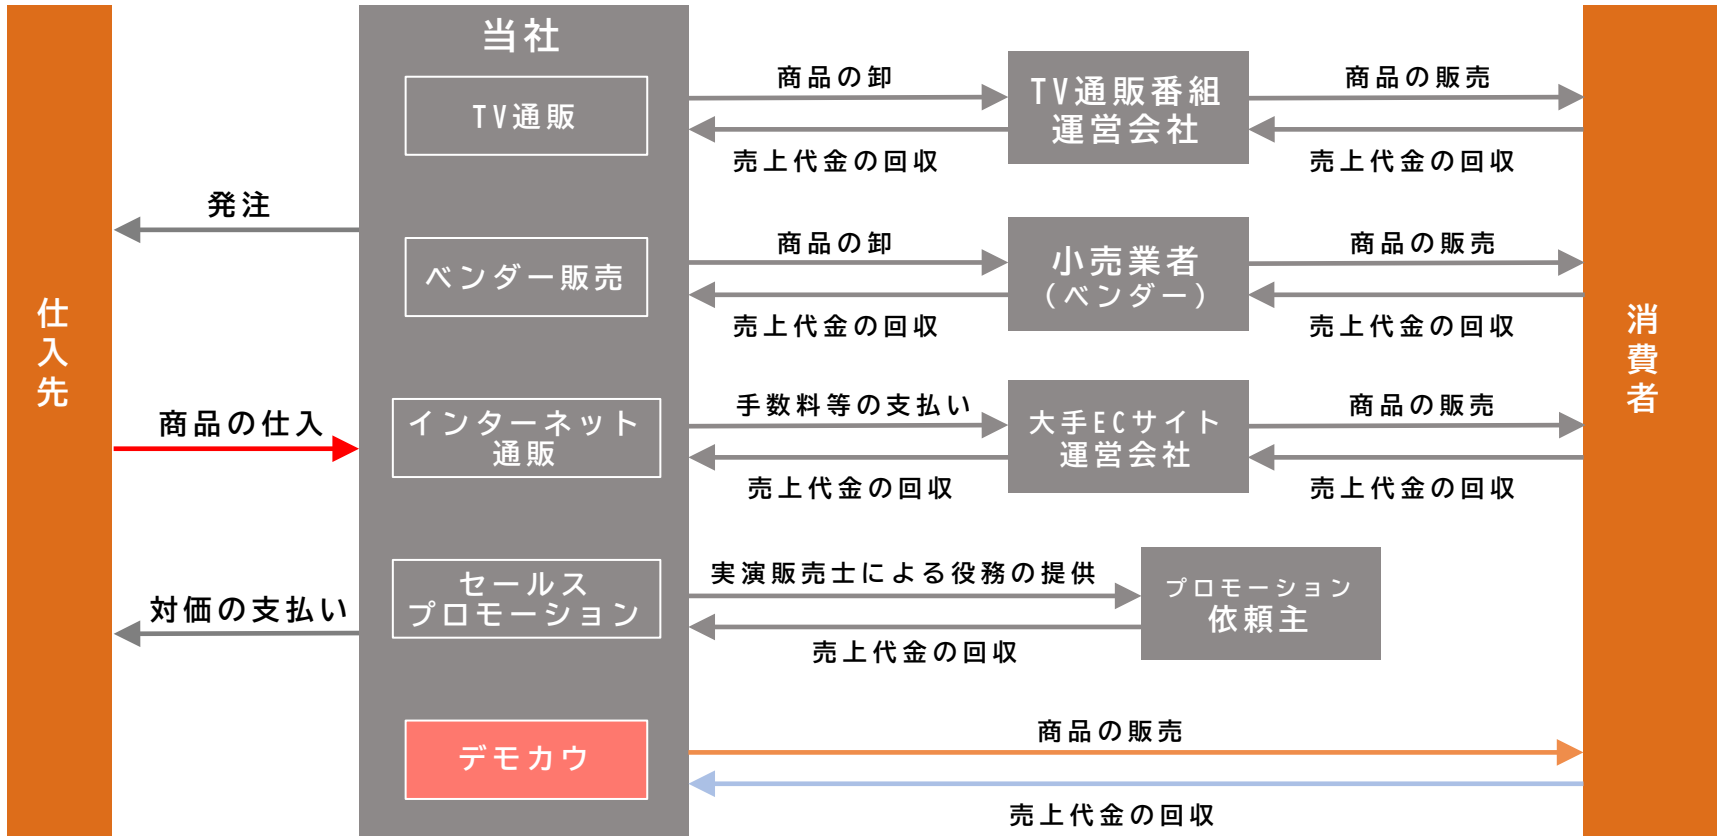 当社
仕入先
発注
商品の仕入
対価の支払い
TV通販
商品の卸
売上代金の回収
TV通販番組
運営会社
商品の販売
売上代金の回収
ベンダー販売
商品の卸
売上代金の回収
小売業者
(ベンダー)
商品の販売
売上代金の回収
インターネット
通販
手数料等の支払い
売上代金の回収
大手ECサイト
運営会社
商品の販売
売上代金の回収
セールス
プロモーション
実演販売士による役務の提供
売上代金の回収
プロモーション
依頼主
デモカウ
商品の販売
売上代金の回収
消費者